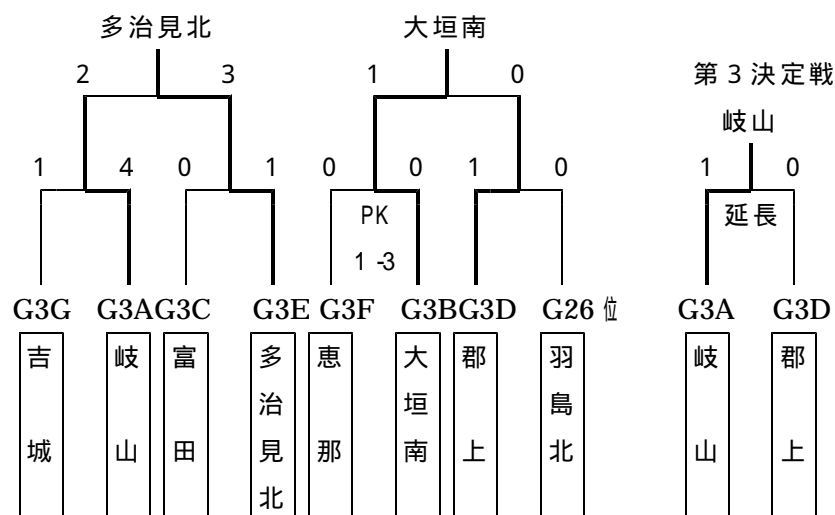 多治見北 大垣南
2 3 1 0 第3決定戦
岐山
1 4 0 1 0 0 1 0 1 0
PK 延長
1 -3
G3G G3A G3C G3E G3F G3B G3D G26位 G3A G3D
吉城 岐山 富田 多治見北 恵那 大垣南 郡上 羽島北 岐山 郡上